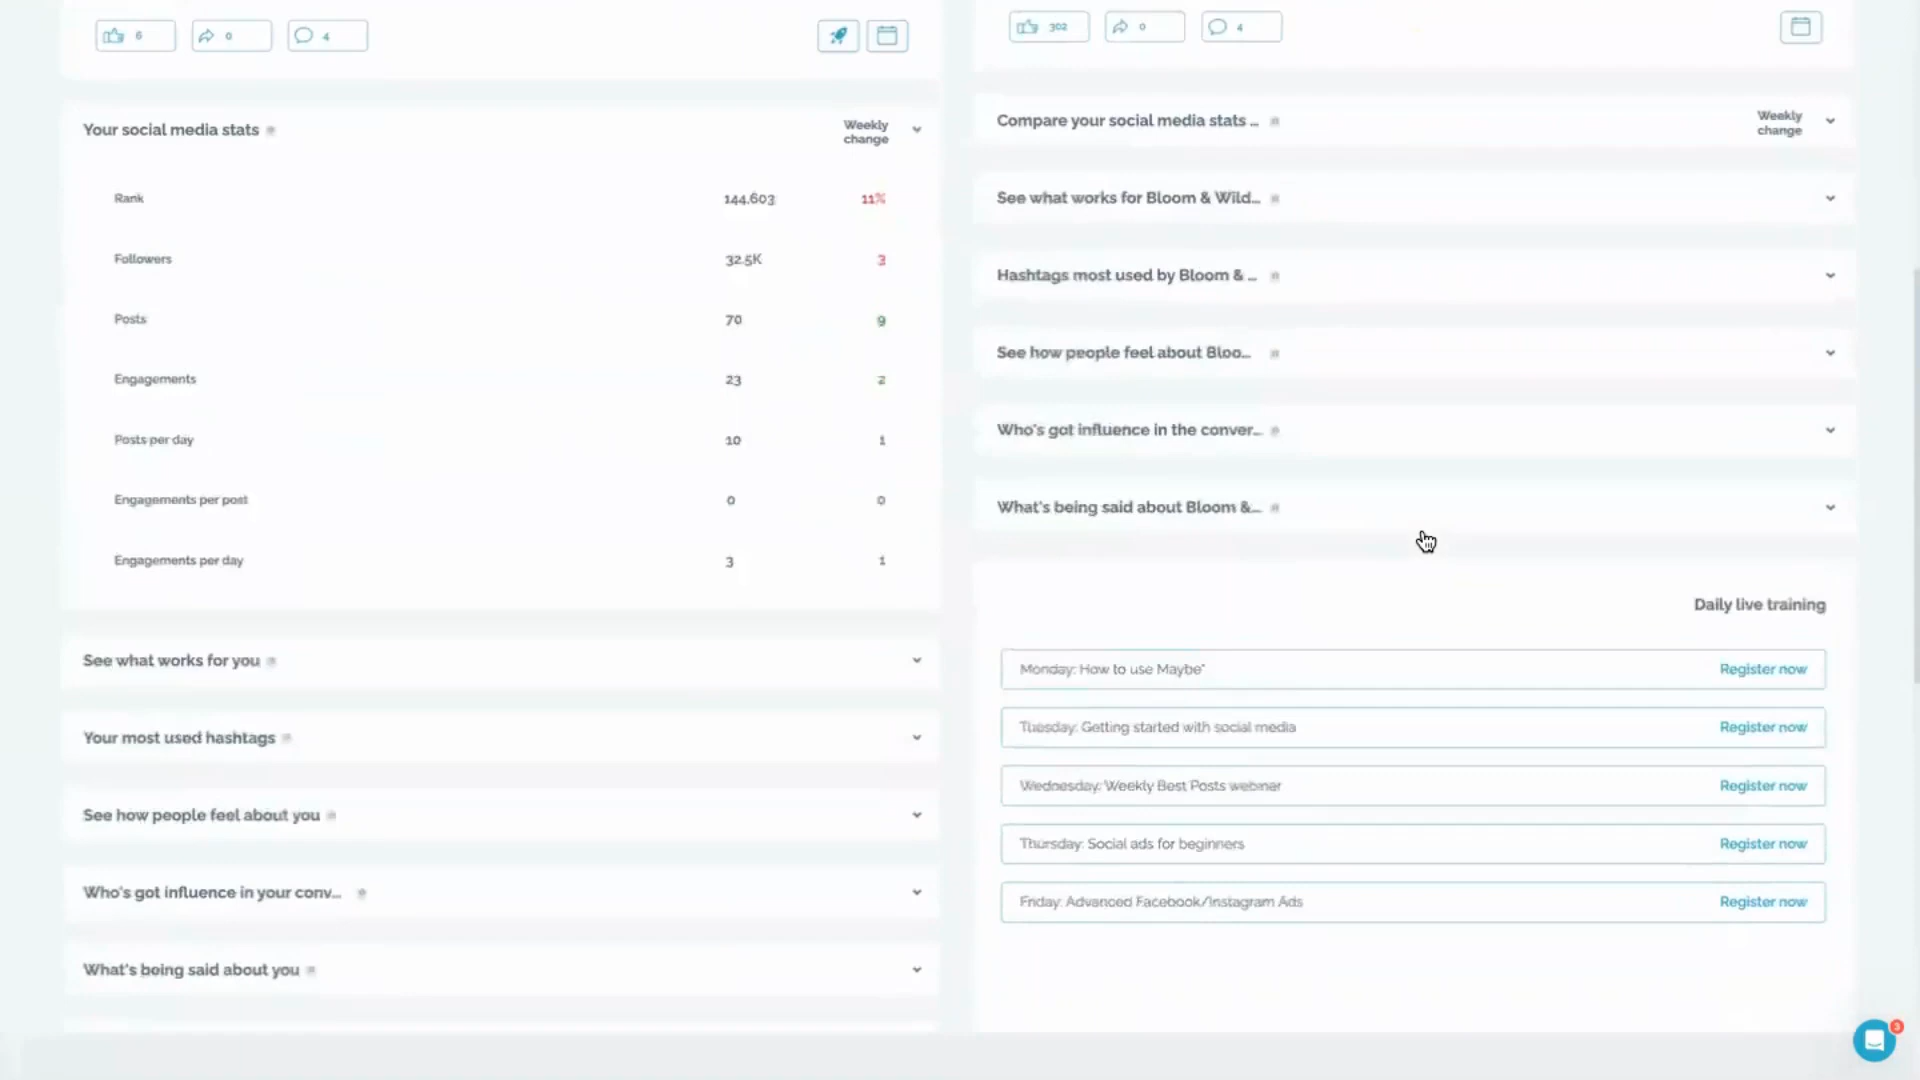 6 0 4
Your social media stats
Weekly
change
Rank 144,603 11%
Followers 32.5K 3
Posts 70 9
Engagements 23 2
Posts per day 10 1
Engagements per post 0 0
Engagements per day 3 1
See what works for you
Your most used hashtags
See how people feel about you
Who's got influence in your conv...
What's being said about you
302 0 4
Compare your social media stats ...
Weekly
change
See what works for Bloom & Wild...
Hashtags most used by Bloom & ...
See how people feel about Bloo...
Who's got influence in the conver...
What's being said about Bloom &...
Daily live training
Monday: How to use Maybe* Register now
Tuesday: Getting started with social media Register now
Wednesday: Weekly Best Posts webinar Register now
Thursday: Social ads for beginners Register now
Friday: Advanced Facebook/Instagram Ads Register now
3